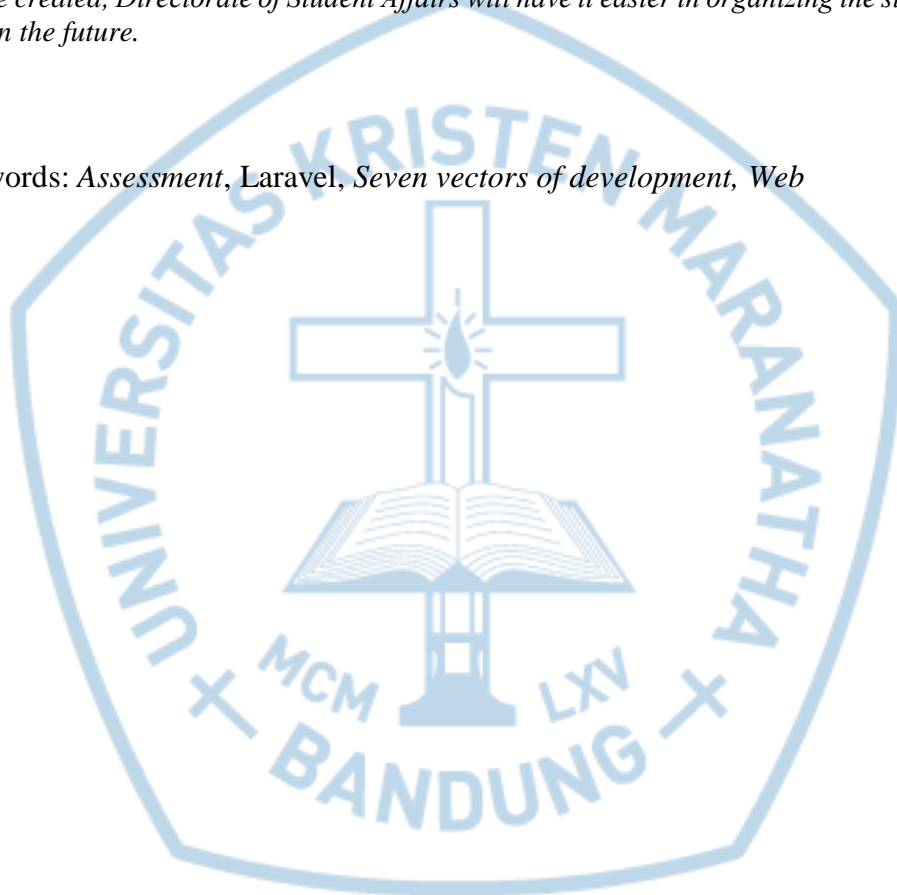 created, Directorate of Student Affairs will have it easier in organizing the
n the future.
words: Assessment, Laravel, Seven vectors of development, Web
UNIVERSITAS KRISTEN MARANATHA
MCM LXV
BANDUNG